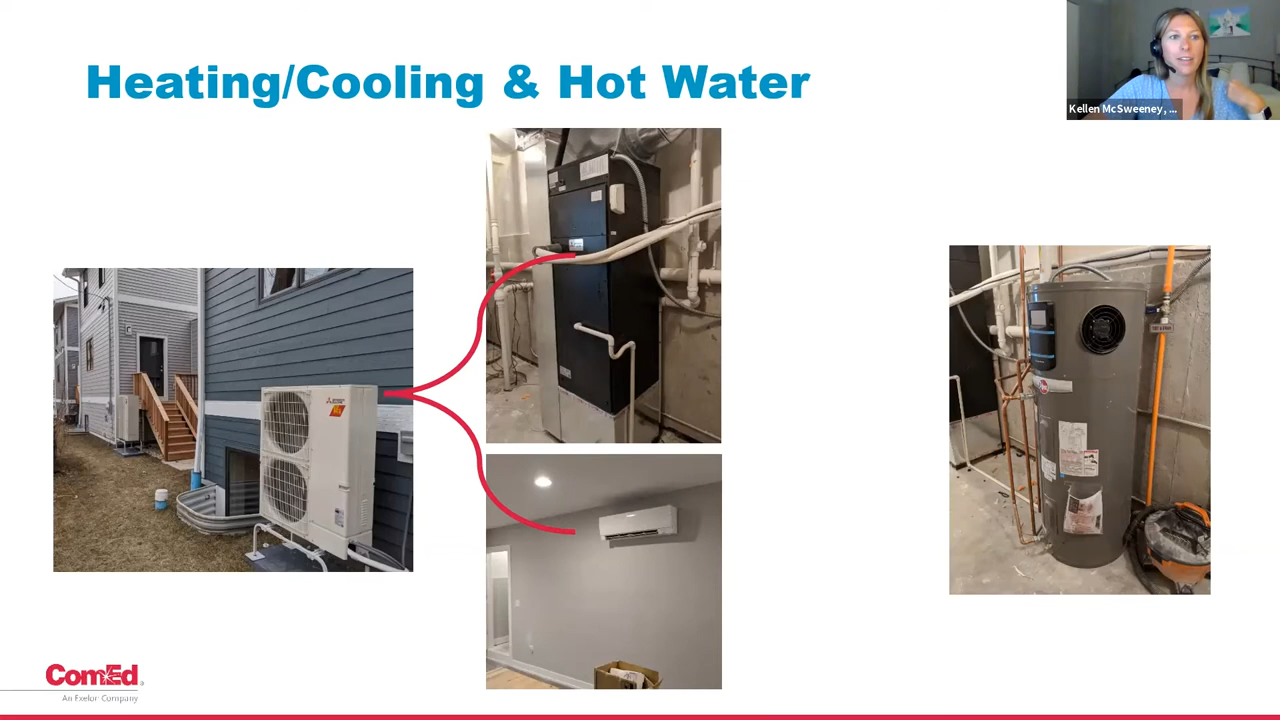 Heating/Cooling & Hot Water
Kellen McSweeney, ...
ComEd
An Exelon Company